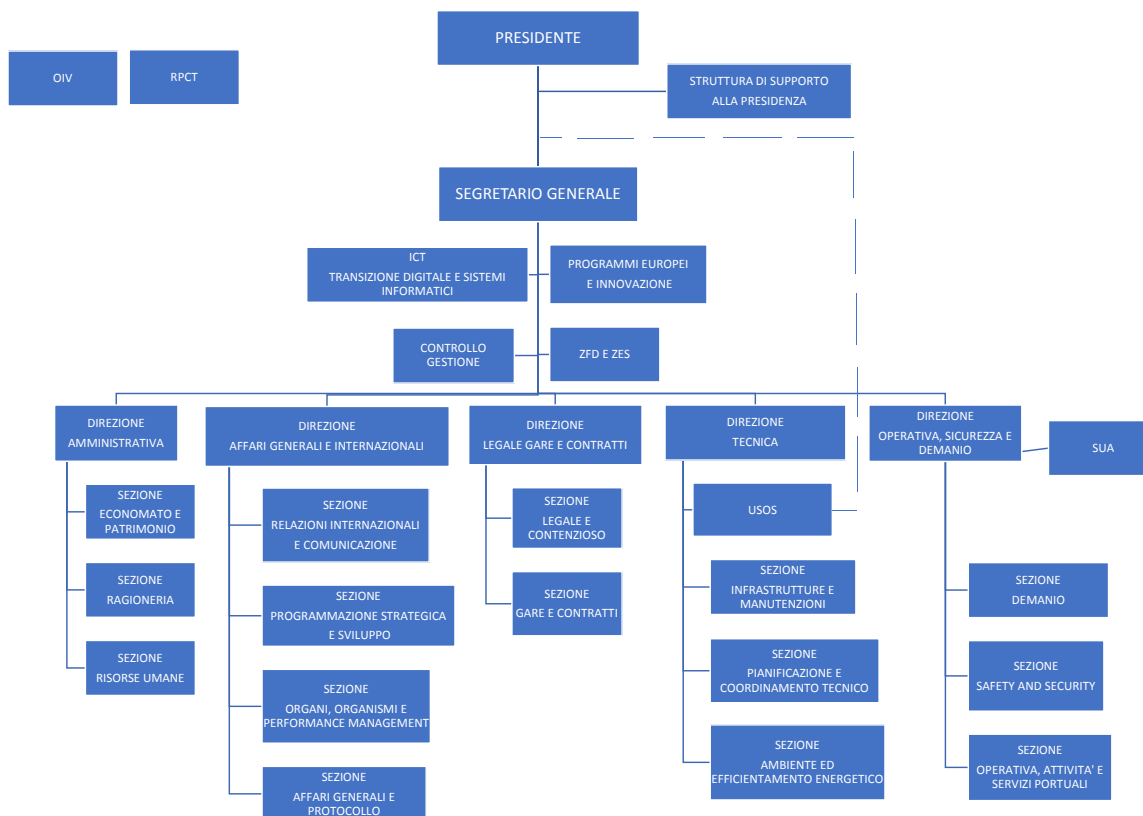 PRESIDENTE
OIV
RPCT
STRUTTURA DI SUPPORTO
ALLA PRESIDENZA
SEGRETARIO GENERALE
ICT
TRANSIZIONE DIGITALE E SISTEMI
INFORMATICI
PROGRAMMI EUROPEI
E INNOVAZIONE
CONTROLLO
GESTIONE
ZFD E ZES
DIREZIONE
AMMINISTRATIVA
DIREZIONE
AFFARI GENERALI E INTERNAZIONALI
DIREZIONE
LEGALE GARE E CONTRATTI
DIREZIONE
TECNICA
DIREZIONE
OPERATIVA, SICUREZZA E
DEMANIO
SUA
SEZIONE
ECONOMATO E
PATRIMONIO
SEZIONE
RAGIONERIA
SEZIONE
RISORSE UMANE
SEZIONE
RELAZIONI INTERNAZIONALI
E COMUNICAZIONE
SEZIONE
PROGRAMMAZIONE STRATEGICA
E SVILUPPO
SEZIONE
ORGANI, ORGANISMI E
PERFORMANCE MANAGEMENT
SEZIONE
AFFARI GENERALI E
PROTOCOLLO
SEZIONE
LEGALE E
CONTENZIOSO
SEZIONE
GARE E CONTRATTI
USOS
SEZIONE
INFRASTRUTTURE E
MANUTENZIONI
SEZIONE
PIANIFICAZIONE E
COORDINAMENTO TECNICO
SEZIONE
AMBIENTE ED
EFFICIENTAMENTO ENERGETICO
SEZIONE
DEMANIO
SEZIONE
SAFETY AND SECURITY
SEZIONE
OPERATIVA, ATTIVITA' E
SERVIZI PORTUALI